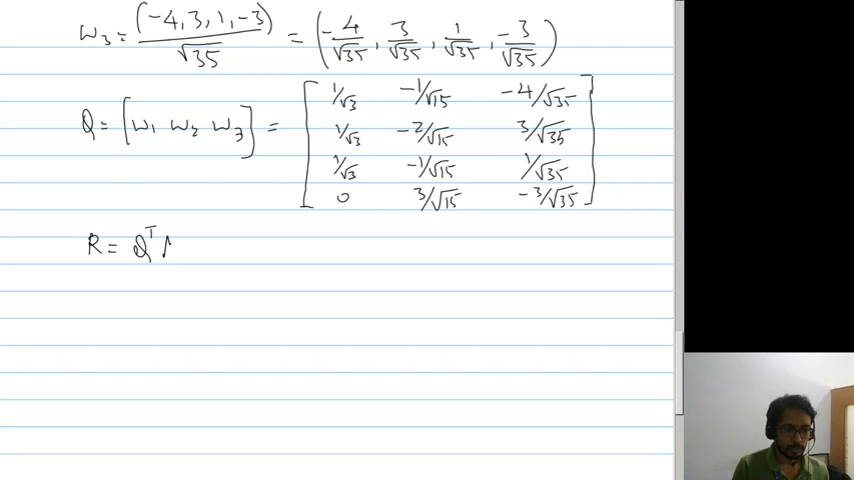 w₃ = (-4, 3, 1, -3)/√35 = (-4/√35, 3/√35, 1/√35, -3/√35)
Q = [w₁ w₂ w₃] = [1/√3 -1/√15 -4/√35
1/√3 -2/√15 3/√35
1/√3 -1/√15 1/√35
0 3/√15 -3/√35]
R = Qᵀ